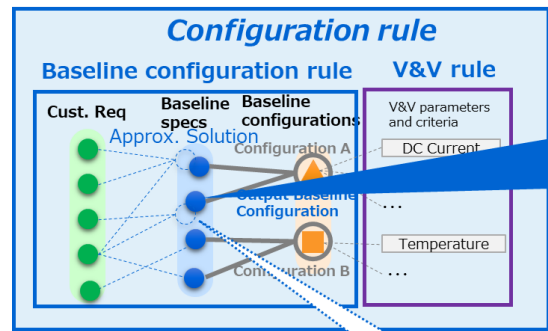 Configuration rule
Baseline configuration rule
V&V rule
Cust. Req
Baseline
specs
Baseline
configurations
V&V parameters
and criteria
Approx. Solution
Configuration A
DC Current
Output Baseline
Configuration
...
Temperature
Configuration B
...